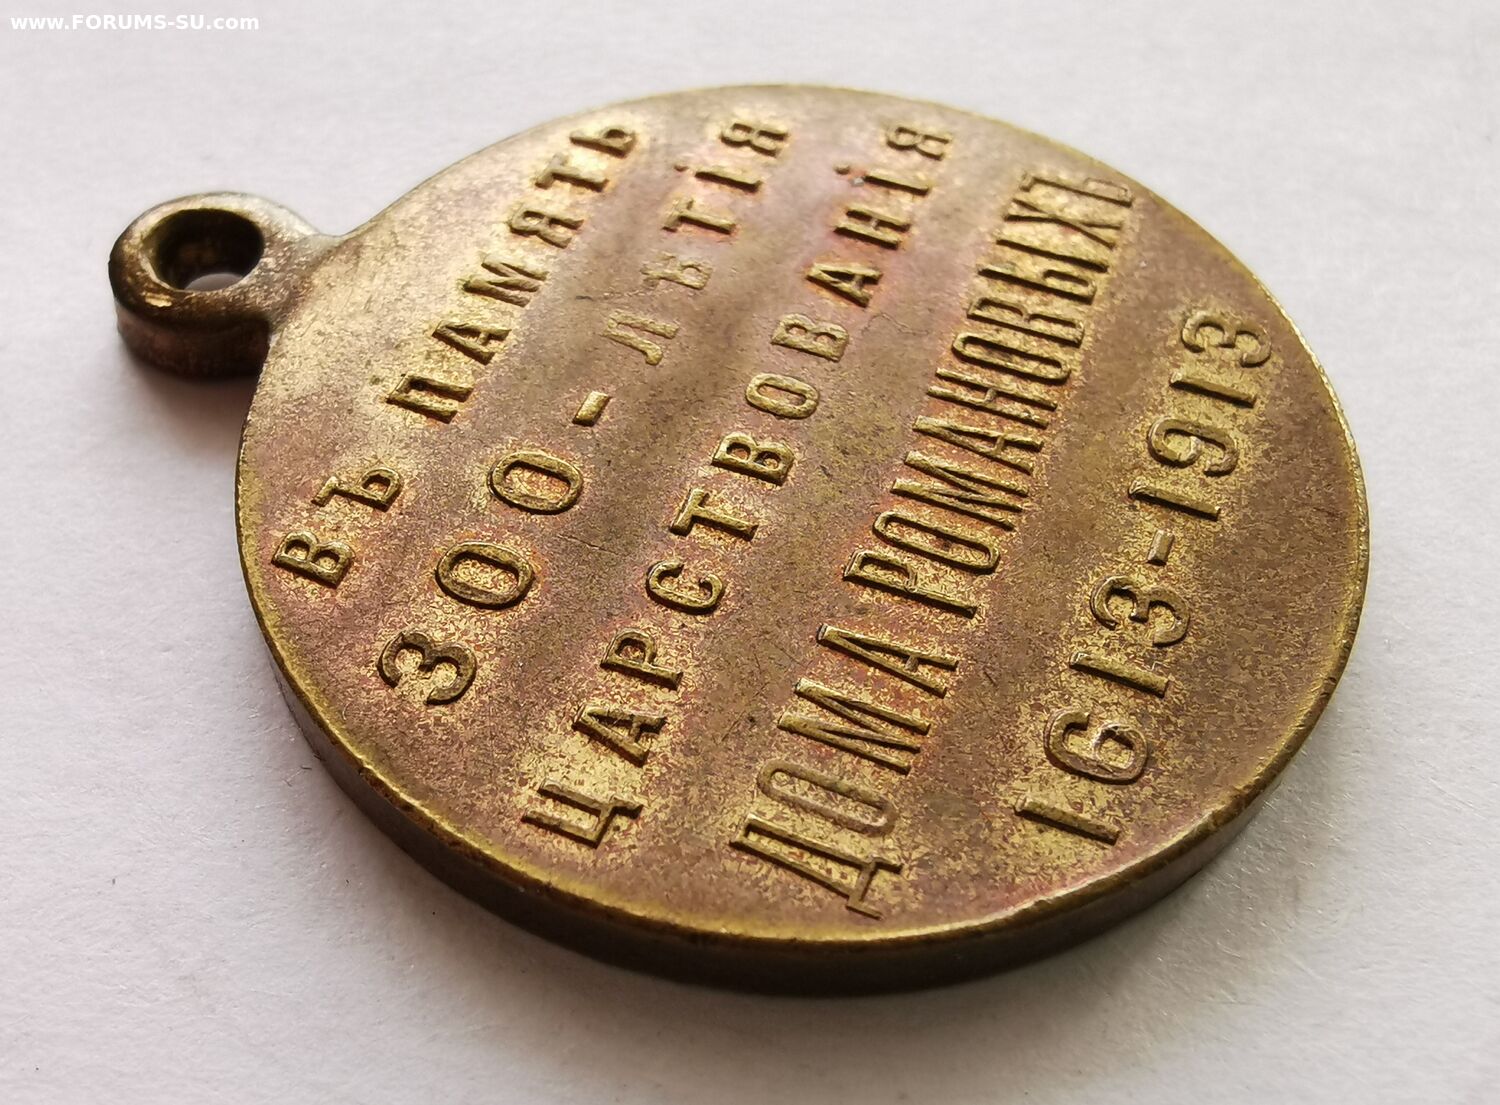 www.FORUMS-SU.com
ВЪ ПАМЯТЬ
300-ЛѢТІЯ
ЦАРСТВОВАНІЯ
ДОМА РОМАНОВЫХЪ
1613-1913